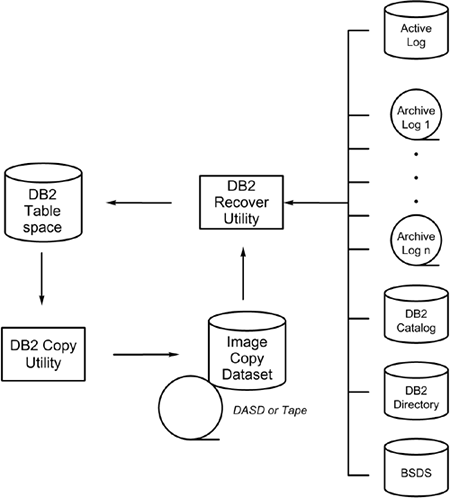 Active
Log
Archive
Log 1
DB2
Table
space
DB2
Recover
Utility
Archive
Log n
DB2 Copy
Utility
Image
Copy
Dataset
DASD or Tape
DB2
Catalog
DB2
Directory
BSDS